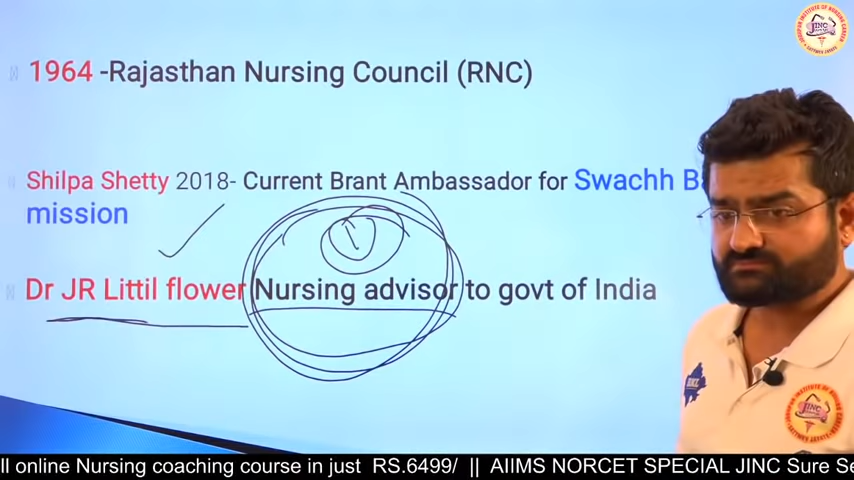 1964 -Rajasthan Nursing Council (RNC)
Shilpa Shetty 2018- Current Brant Ambassador for Swachh B
mission
Dr JR Littil flower Nursing advisor to govt of India
ll online Nursing coaching course in just RS.6499/ || AIIMS NORCET SPECIAL JINC Sure Se
JINC
JINC